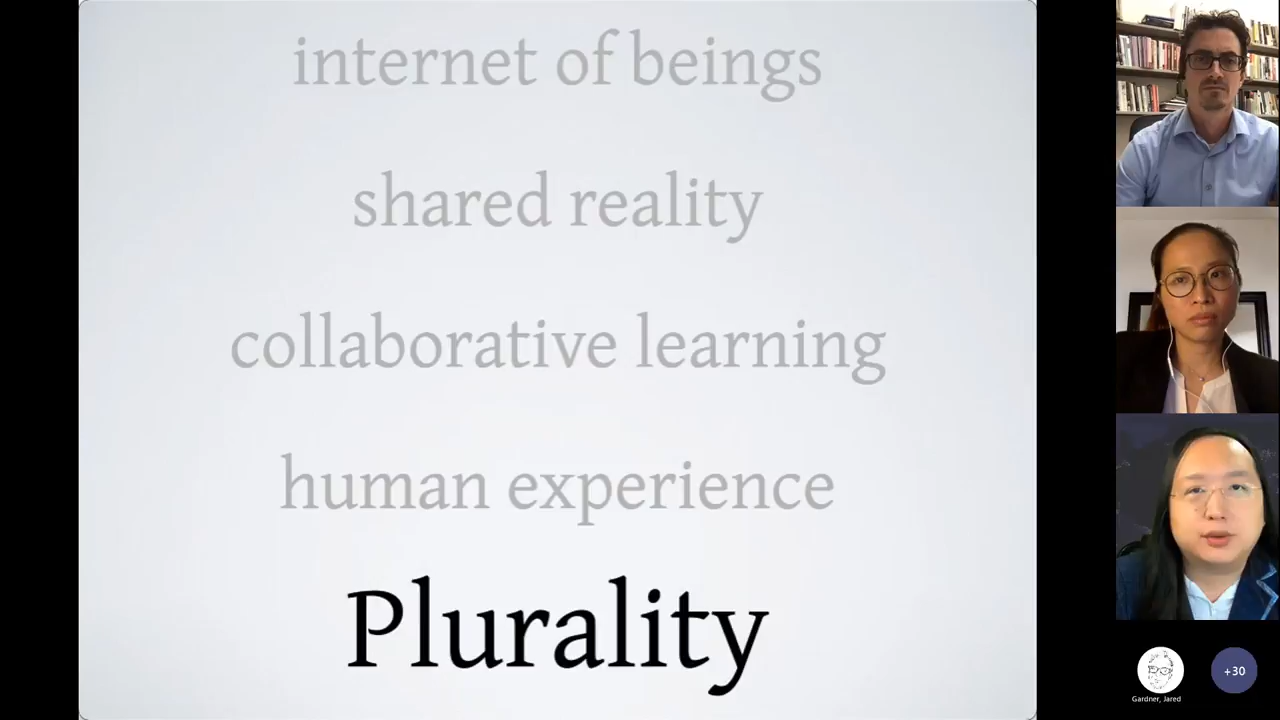 internet of beings
shared reality
collaborative learning
human experience
Plurality
Gardner, Jared
+30